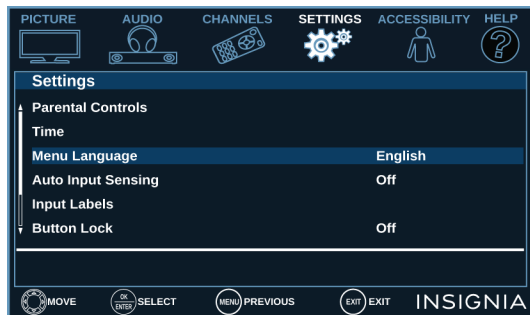 PICTURE AUDIO CHANNELS SETTINGS ACCESSIBILITY HELP
Settings
Parental Controls
Time
Menu Language English
Auto Input Sensing Off
Input Labels
Button Lock Off
MOVE OK ENTER SELECT MENU PREVIOUS EXIT EXIT INSIGNIA